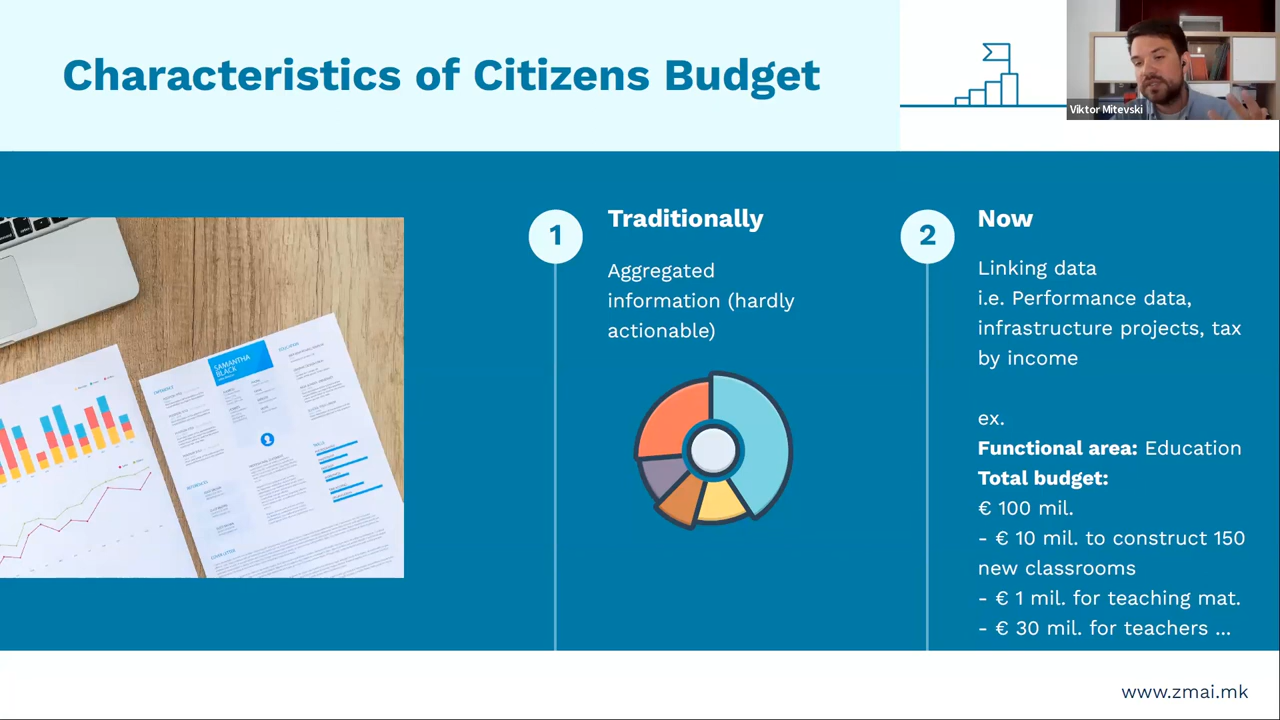 Characteristics of Citizens Budget
Viktor Mitevski
1
Traditionally
Aggregated
information (hardly
actionable)
2
Now
Linking data
i.e. Performance data,
infrastructure projects, tax
by income
ex.
Functional area: Education
Total budget:
€ 100 mil.
- € 10 mil. to construct 150
new classrooms
- € 1 mil. for teaching mat.
- € 30 mil. for teachers ...
SAMANTHA
BLACK
www.zmai.mk